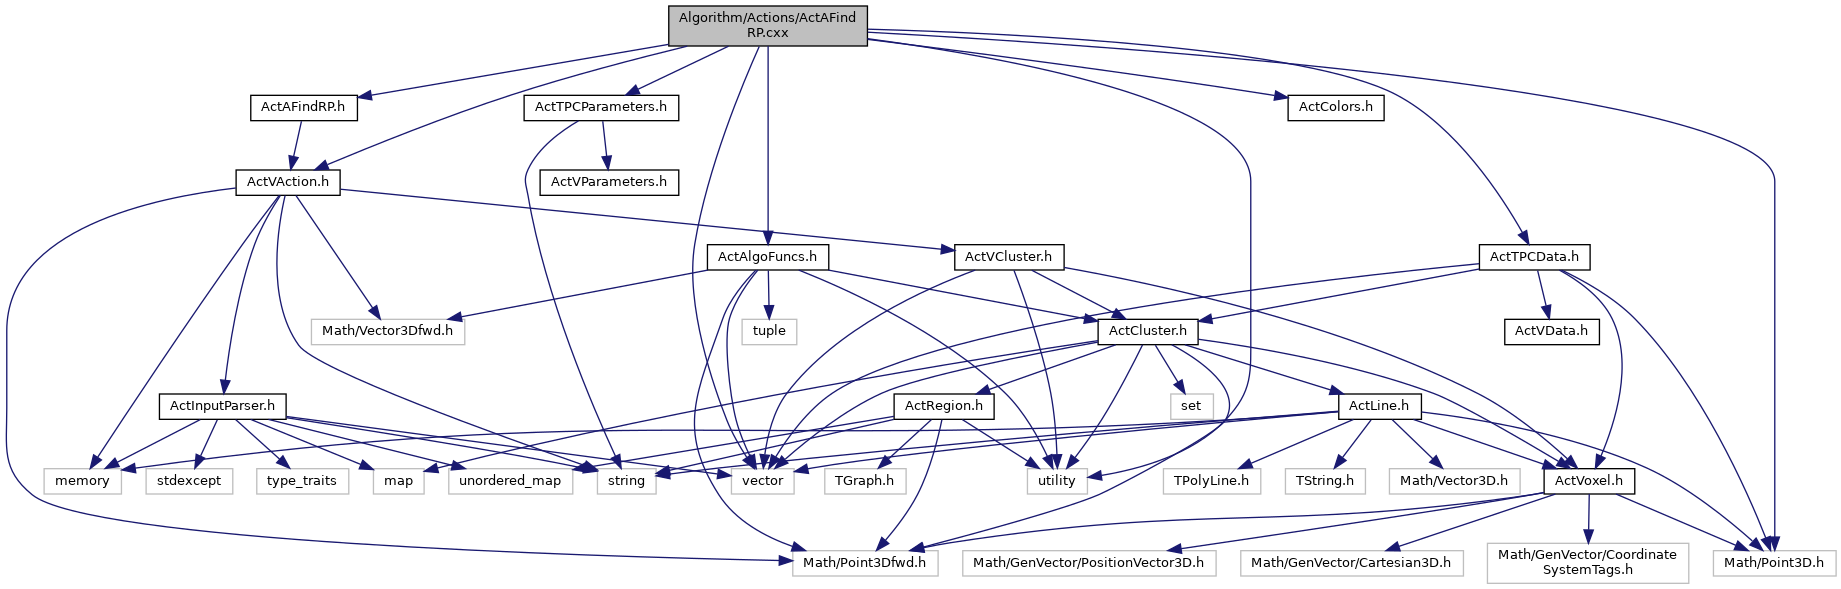 Algorithm/Actions/ActAFind
RP.cxx
ActAFindRP.h
ActTPCParameters.h
ActColors.h
ActVAction.h
ActVParameters.h
ActAlgoFuncs.h
ActVCluster.h
ActTPCData.h
Math/Vector3Dfwd.h
tuple
ActCluster.h
ActVData.h
ActInputParser.h
ActRegion.h
set
ActLine.h
memory
stdexcept
type_traits
map
unordered_map
string
vector
TGraph.h
utility
TPolyLine.h
TString.h
Math/Vector3D.h
ActVoxel.h
Math/Point3Dfwd.h
Math/GenVector/PositionVector3D.h
Math/GenVector/Cartesian3D.h
Math/GenVector/Coordinate
SystemTags.h
Math/Point3D.h